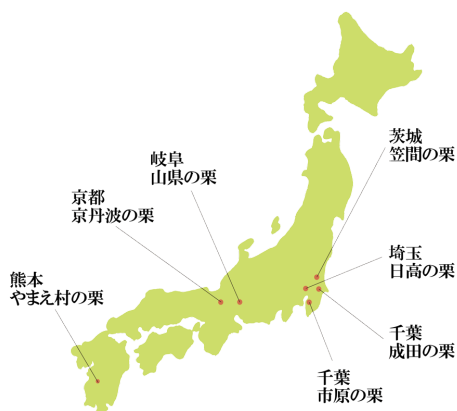 茨城
笠間の栗
岐阜
山県の栗
京都
京丹波の栗
埼玉
日高の栗
熊本
やまえ村の栗
千葉
成田の栗
千葉
市原の栗